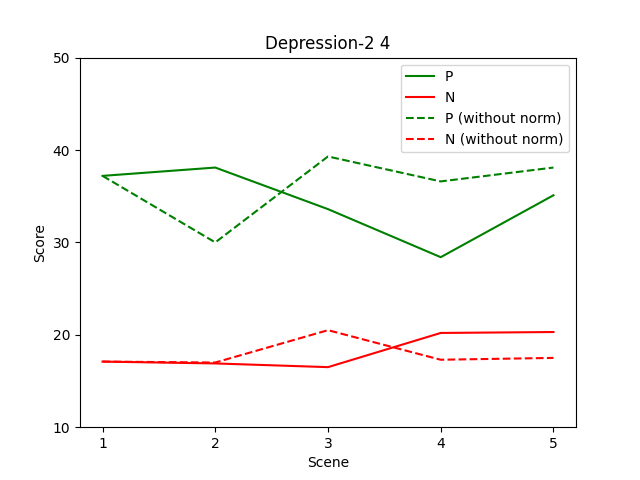 Depression-2 4
P
N
P (without norm)
N (without norm)
50
40
30
20
10
Score
1 2 3 4 5
Scene